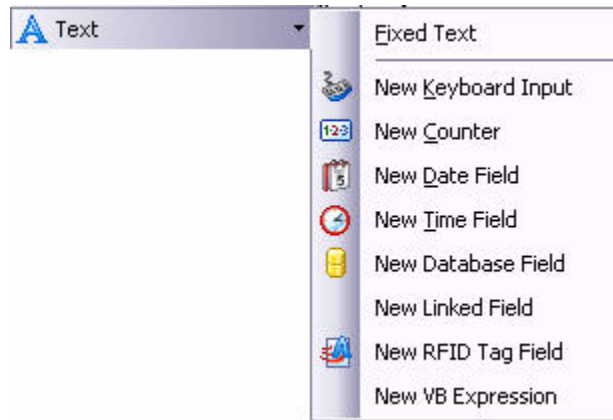 Text
Fixed Text
New Keyboard Input
New Counter
New Date Field
New Time Field
New Database Field
New Linked Field
New RFID Tag Field
New VB Expression